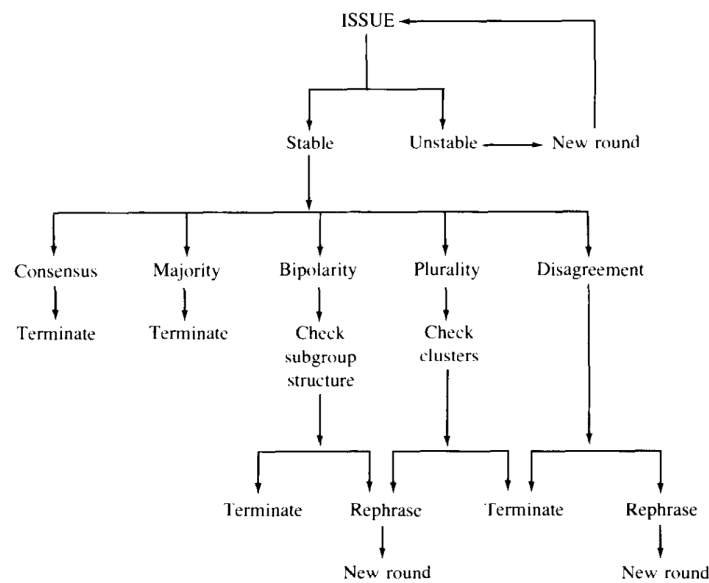 ISSUE
Stable
Unstable
New round
Consensus
Majority
Bipolarity
Plurality
Disagreement
Terminate
Terminate
Check
subgroup
structure
Check
clusters
Terminate
Rephrase
Terminate
Rephrase
New round
New round